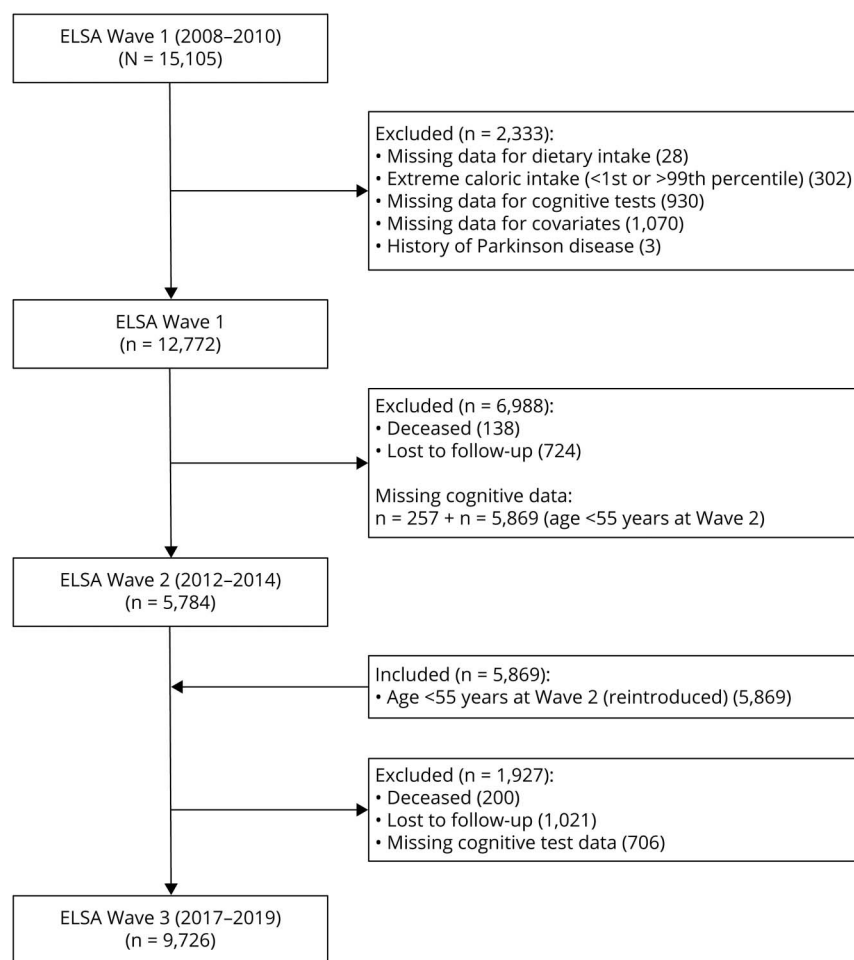 ELSA Wave 1 (2008–2010)
(N = 15,105)
Excluded (n = 2,333):
• Missing data for dietary intake (28)
• Extreme caloric intake (<1st or >99th percentile) (302)
• Missing data for cognitive tests (930)
• Missing data for covariates (1,070)
• History of Parkinson disease (3)
ELSA Wave 1
(n = 12,772)
Excluded (n = 6,988):
• Deceased (138)
• Lost to follow-up (724)
Missing cognitive data:
n = 257 + n = 5,869 (age <55 years at Wave 2)
ELSA Wave 2 (2012–2014)
(n = 5,784)
Included (n = 5,869):
• Age <55 years at Wave 2 (reintroduced) (5,869)
Excluded (n = 1,927):
• Deceased (200)
• Lost to follow-up (1,021)
• Missing cognitive test data (706)
ELSA Wave 3 (2017–2019)
(n = 9,726)